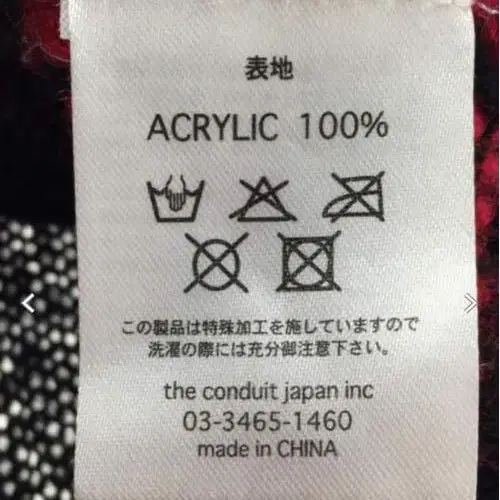 表地
ACRYLIC 100%
この製品は特殊加工を施していますので
洗濯の際には充分御注意下さい。
the conduit japan inc
03-3465-1460
made in CHINA